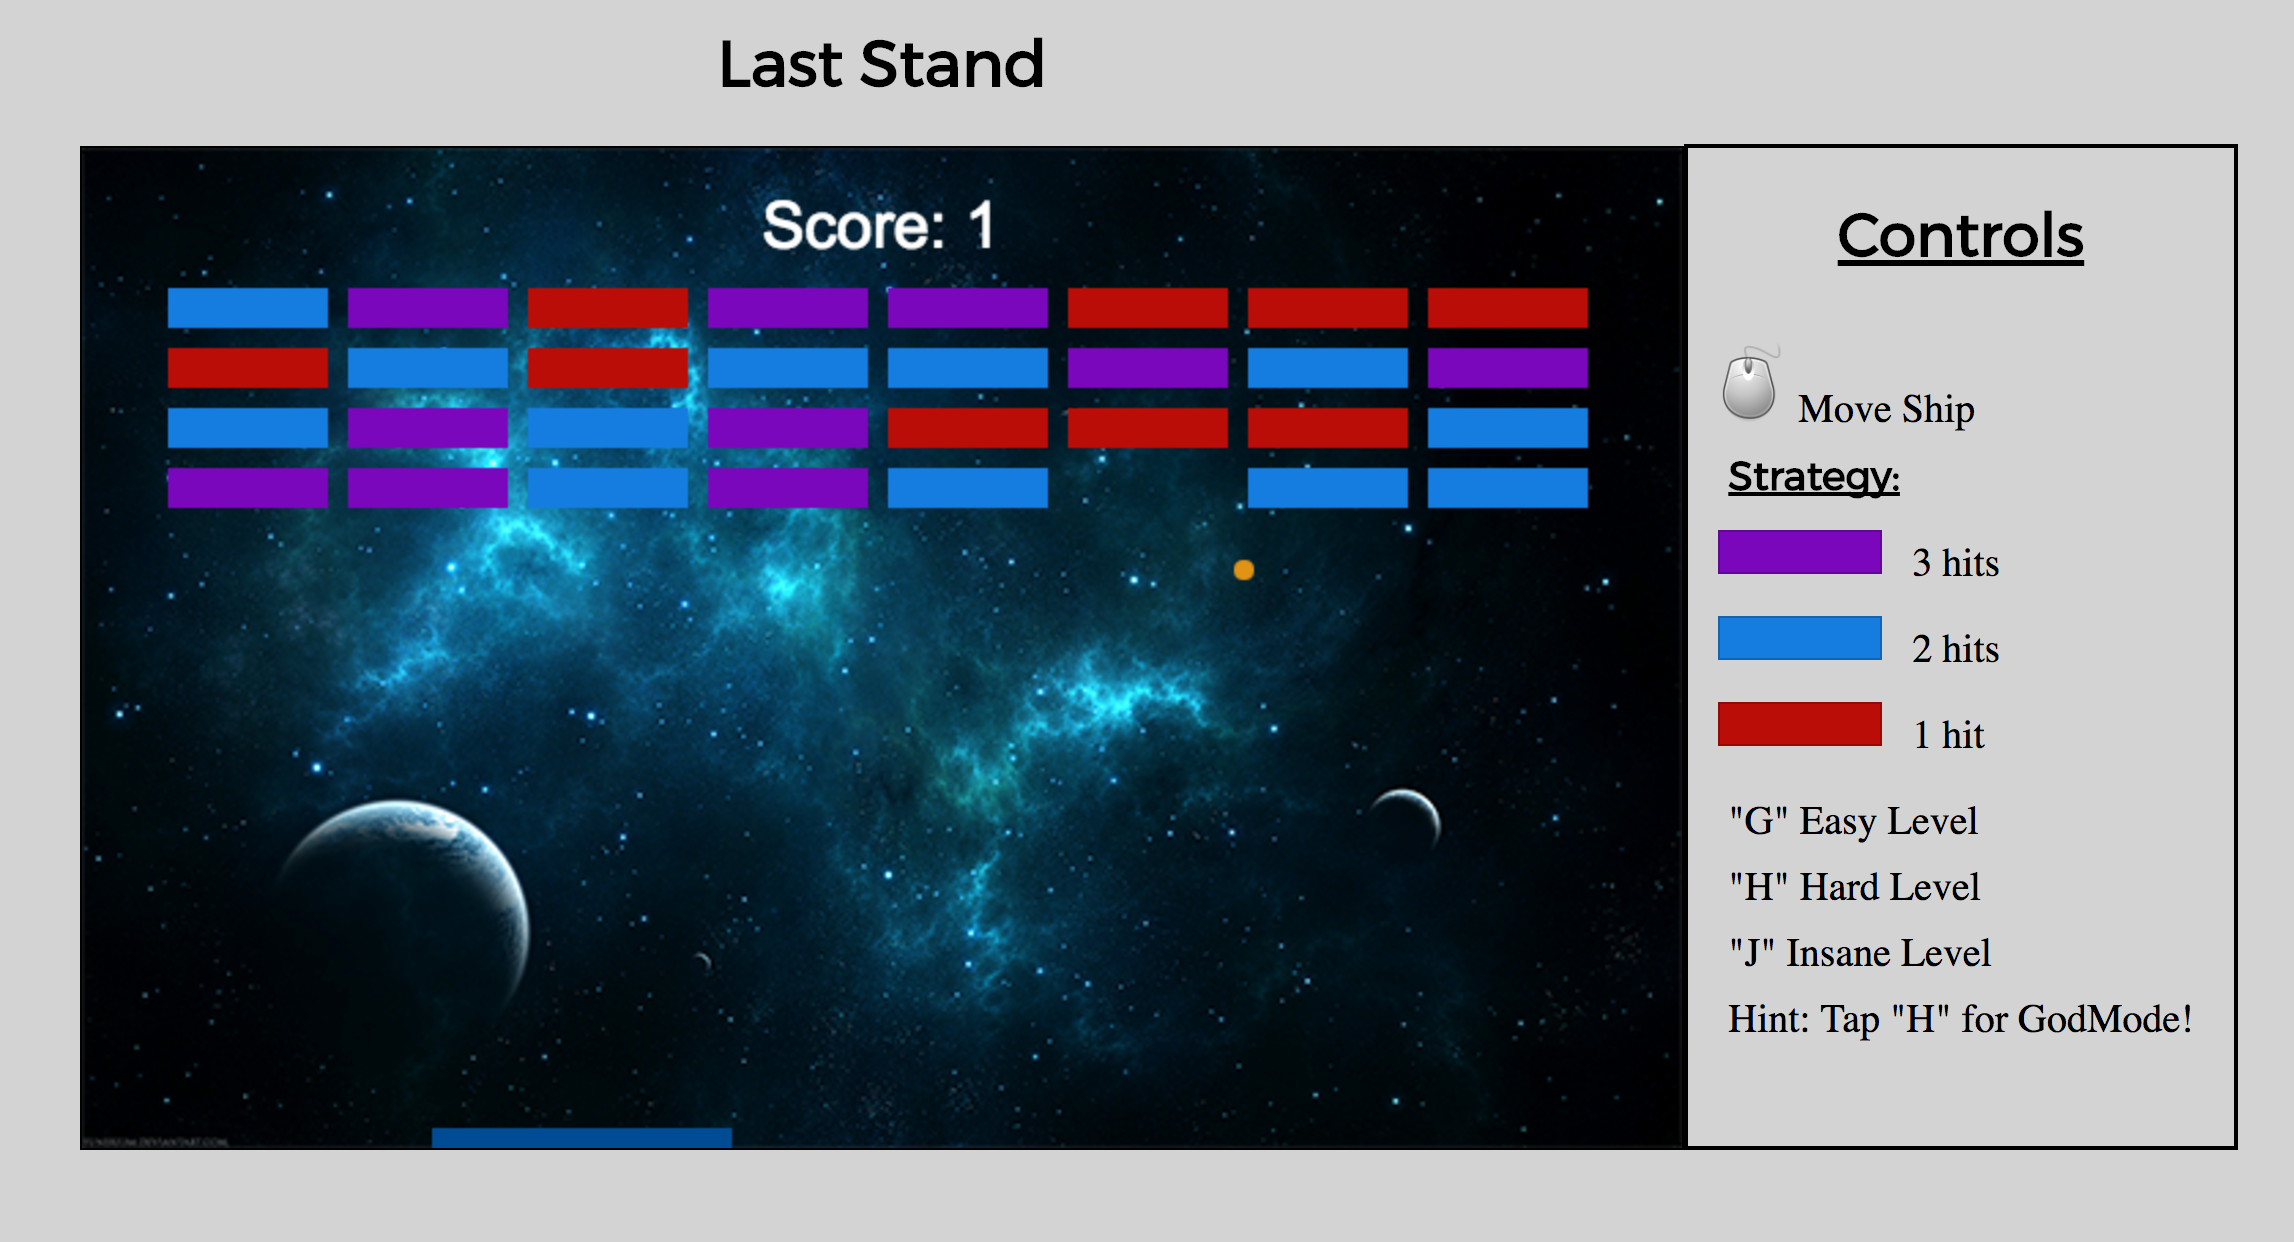 Last Stand
Score: 1
Controls
Move Ship
Strategy:
3 hits
2 hits
1 hit
"G" Easy Level
"H" Hard Level
"J" Insane Level
Hint: Tap "H" for GodMode!